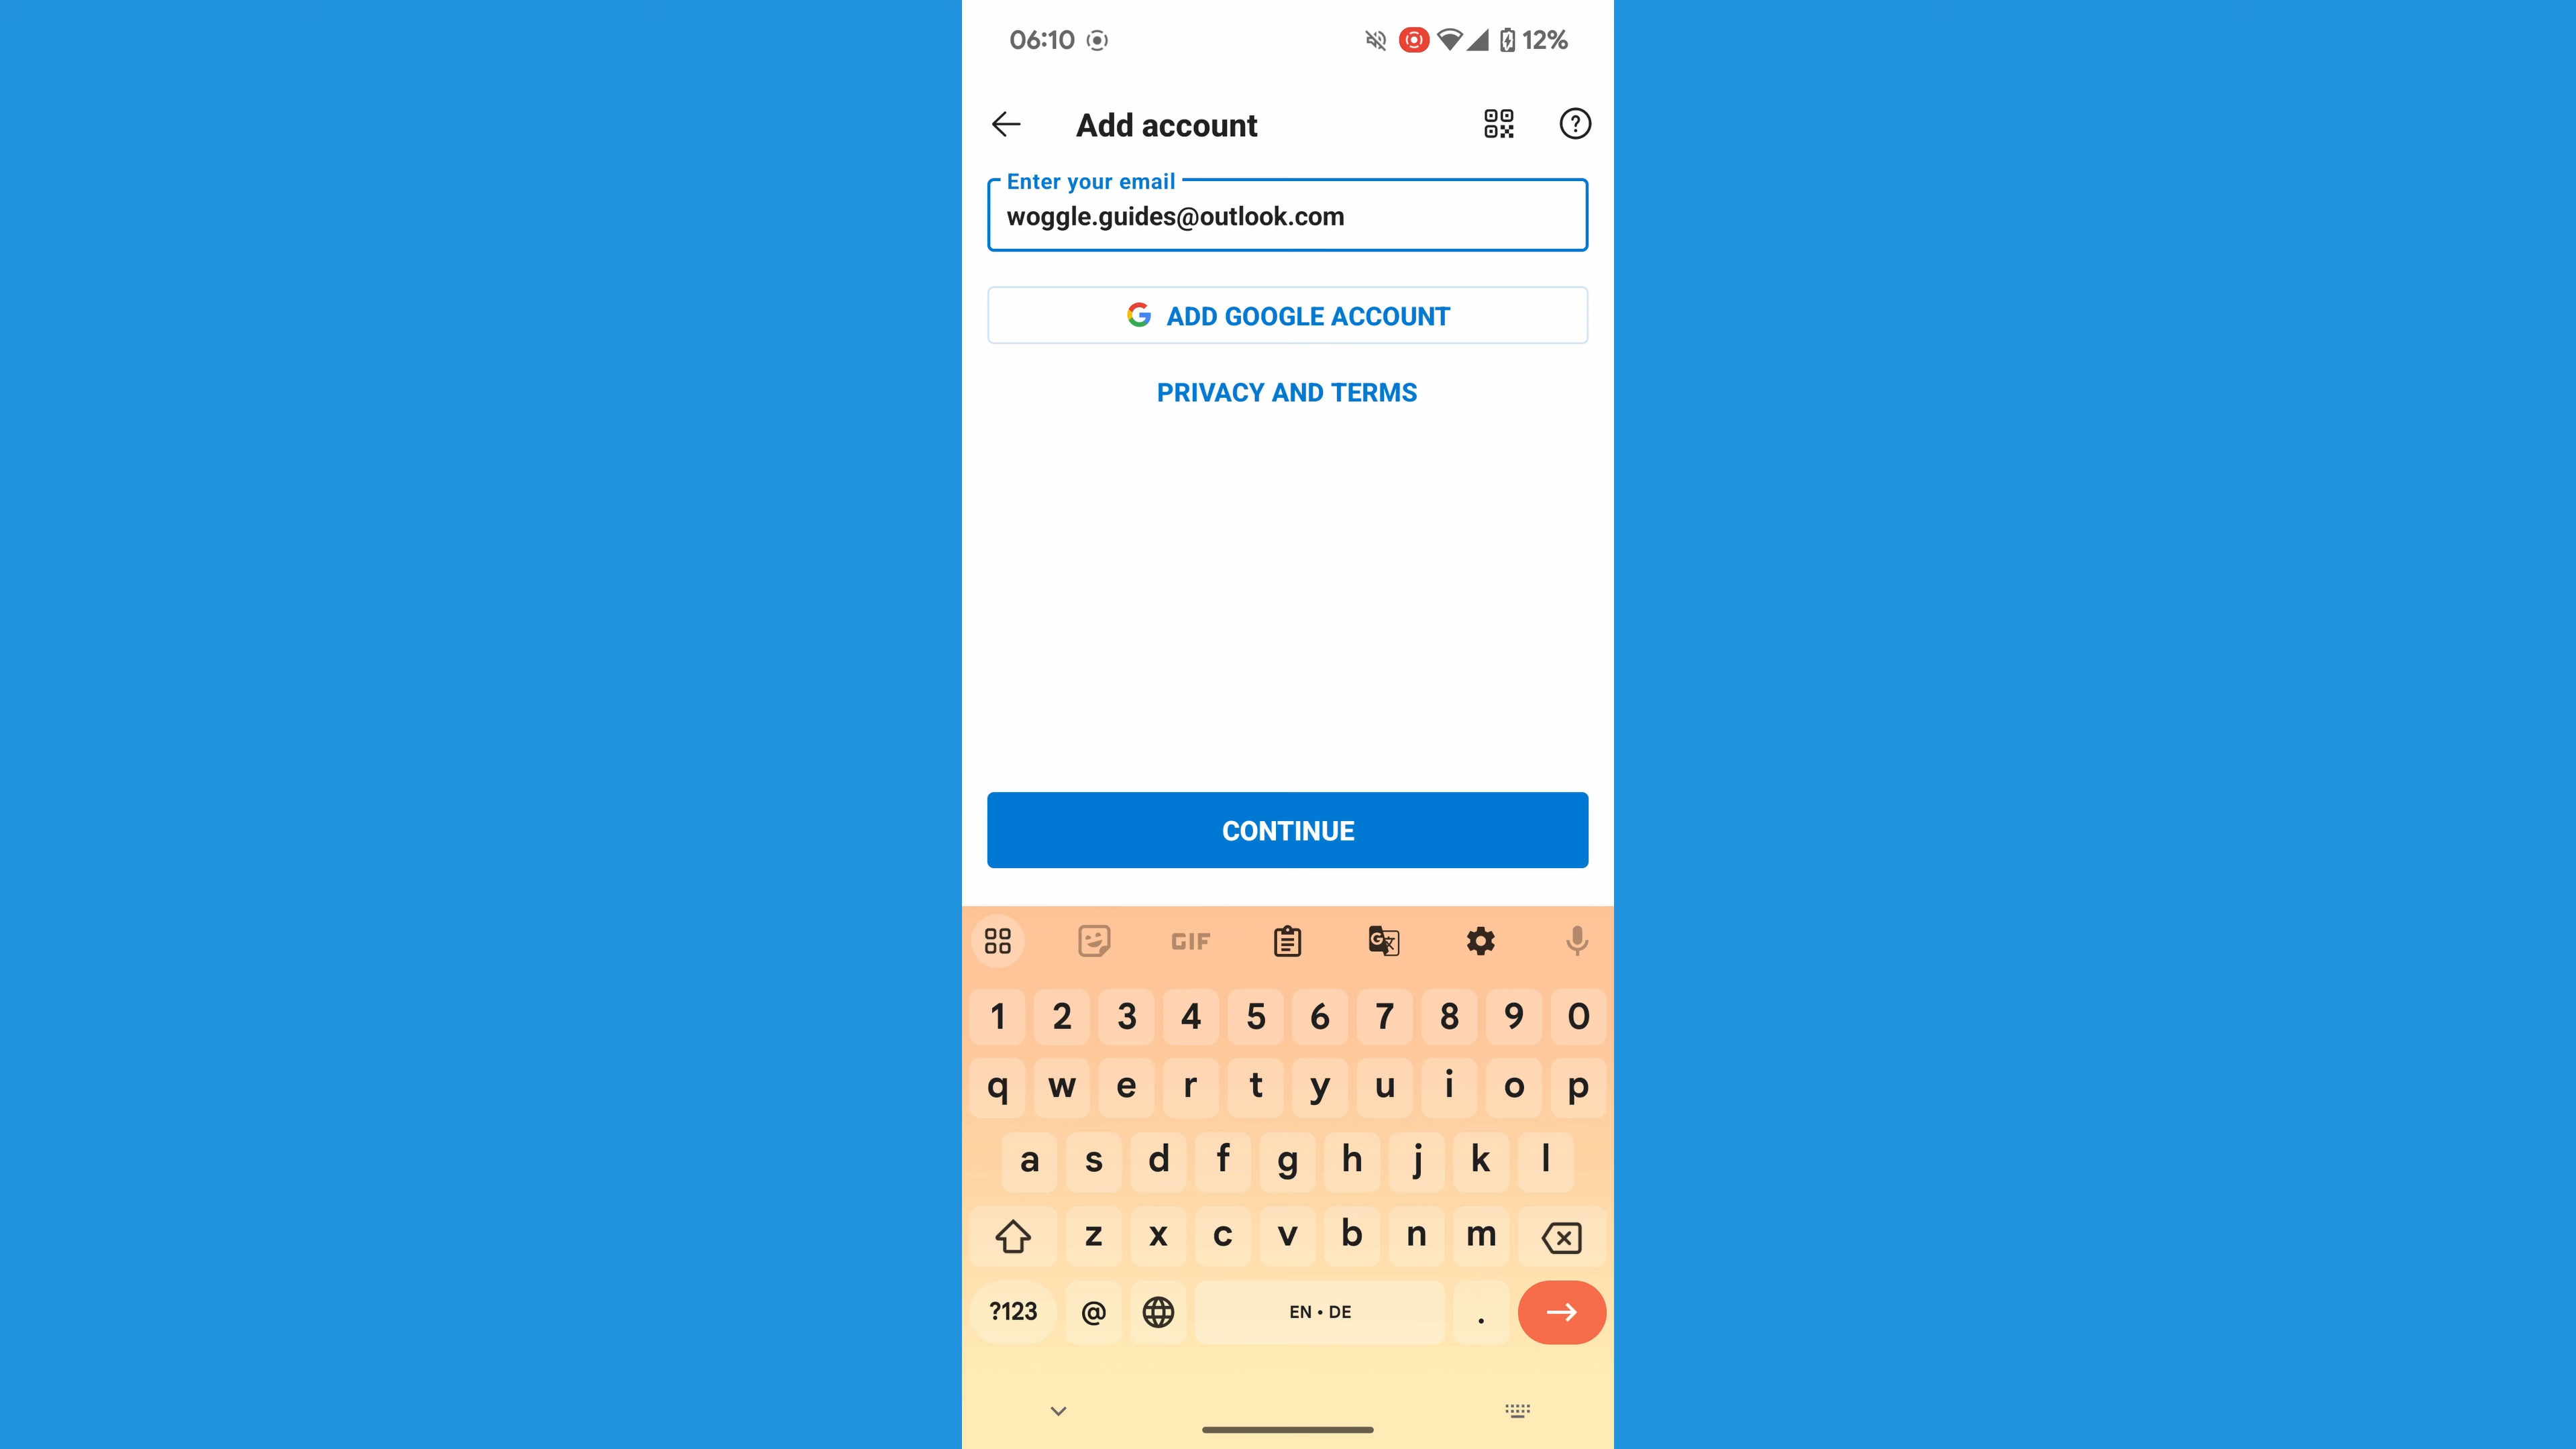 06:10 12%
Add account
Enter your email
woggle.guides@outlook.com
ADD GOOGLE ACCOUNT
PRIVACY AND TERMS
CONTINUE
GIF
1 2 3 4 5 6 7 8 9 0
q w e r t y u i o p
a s d f g h j k l
z x c v b n m
?123 @ EN • DE .